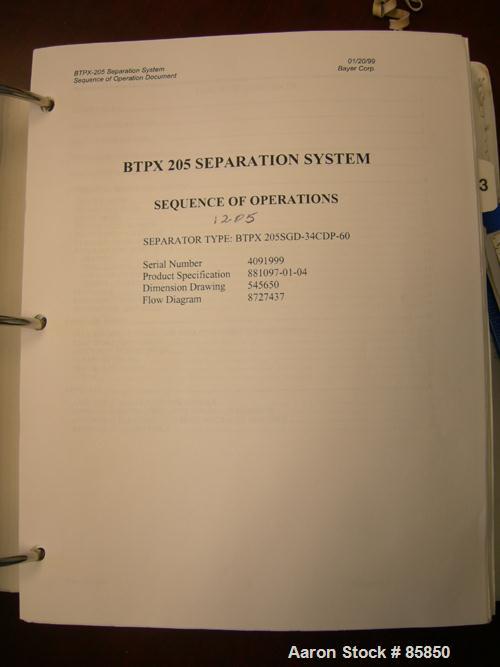 BTPX-205 Separation System
Sequence of Operation Document
01/20/99
Bayer Corp.
BTPX 205 SEPARATION SYSTEM
SEQUENCE OF OPERATIONS
1205
SEPARATOR TYPE: BTPX 205SGD-34CDP-60
Serial Number 4091999
Product Specification 881097-01-04
Dimension Drawing 545650
Flow Diagram 8727437
3
Aaron Stock # 85850